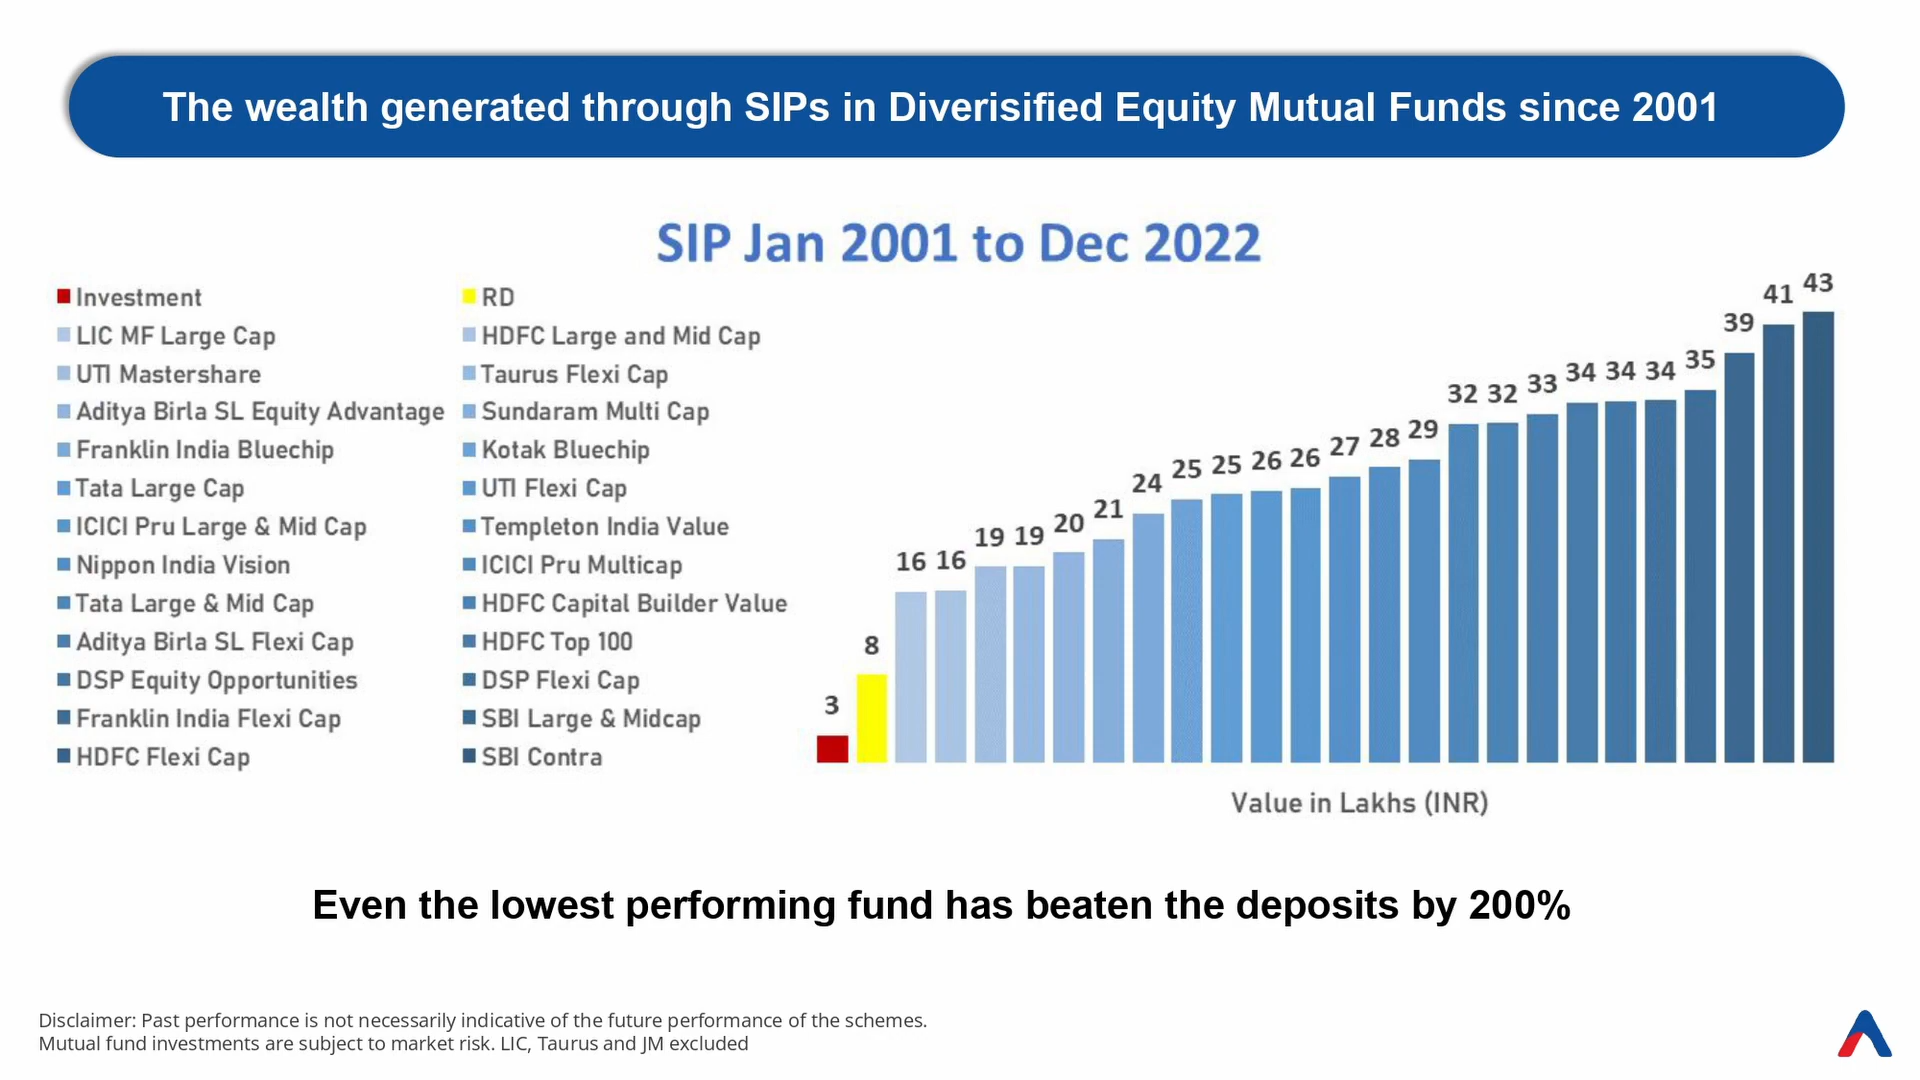 The wealth generated through SIPs in Diverisified Equity Mutual Funds since 2001
SIP Jan 2001 to Dec 2022
Investment
RD
LIC MF Large Cap
HDFC Large and Mid Cap
UTI Mastershare
Taurus Flexi Cap
Aditya Birla SL Equity Advantage
Sundaram Multi Cap
Franklin India Bluechip
Kotak Bluechip
Tata Large Cap
UTI Flexi Cap
ICICI Pru Large & Mid Cap
Templeton India Value
Nippon India Vision
ICICI Pru Multicap
Tata Large & Mid Cap
HDFC Capital Builder Value
Aditya Birla SL Flexi Cap
HDFC Top 100
DSP Equity Opportunities
DSP Flexi Cap
Franklin India Flexi Cap
SBI Large & Midcap
HDFC Flexi Cap
SBI Contra
3
8
16
16
19
19
20
21
24
25
25
26
26
27
28
29
32
32
33
34
34
34
35
39
41
43
Value in Lakhs (INR)
Even the lowest performing fund has beaten the deposits by 200%
Disclaimer: Past performance is not necessarily indicative of the future performance of the schemes.
Mutual fund investments are subject to market risk. LIC, Taurus and JM excluded